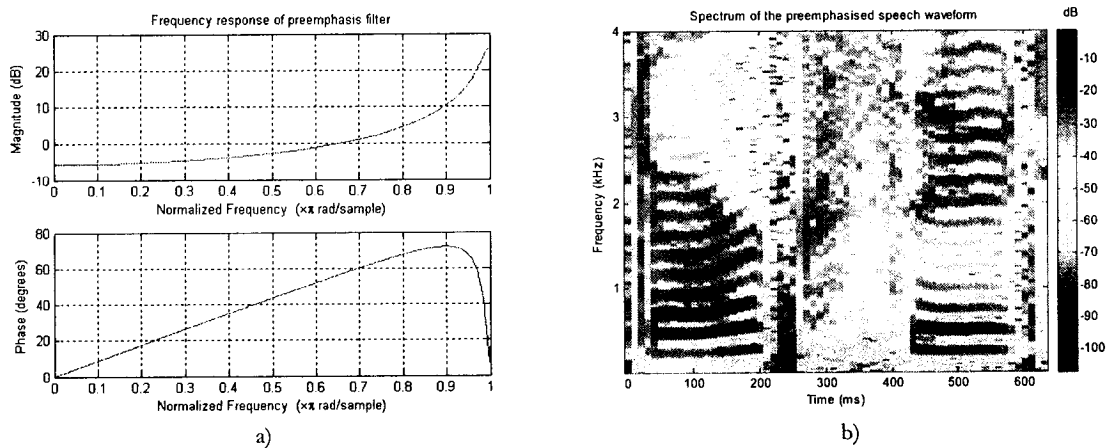 Frequency response of preemphasis filter
Magnitude (dB)
30
20
10
0
-10
0 0.1 0.2 0.3 0.4 0.5 0.6 0.7 0.8 0.9 1
Normalized Frequency (×π rad/sample)
Phase (degrees)
80
60
40
20
0
0 0.1 0.2 0.3 0.4 0.5 0.6 0.7 0.8 0.9 1
Normalized Frequency (×π rad/sample)
a)
Spectrum of the preemphasised speech waveform
dB
Frequency (kHz)
4
3
2
1
0 100 200 300 400 500 600
Time (ms)
-10
-20
-30
-40
-50
-60
-70
-80
-90
-100
b)